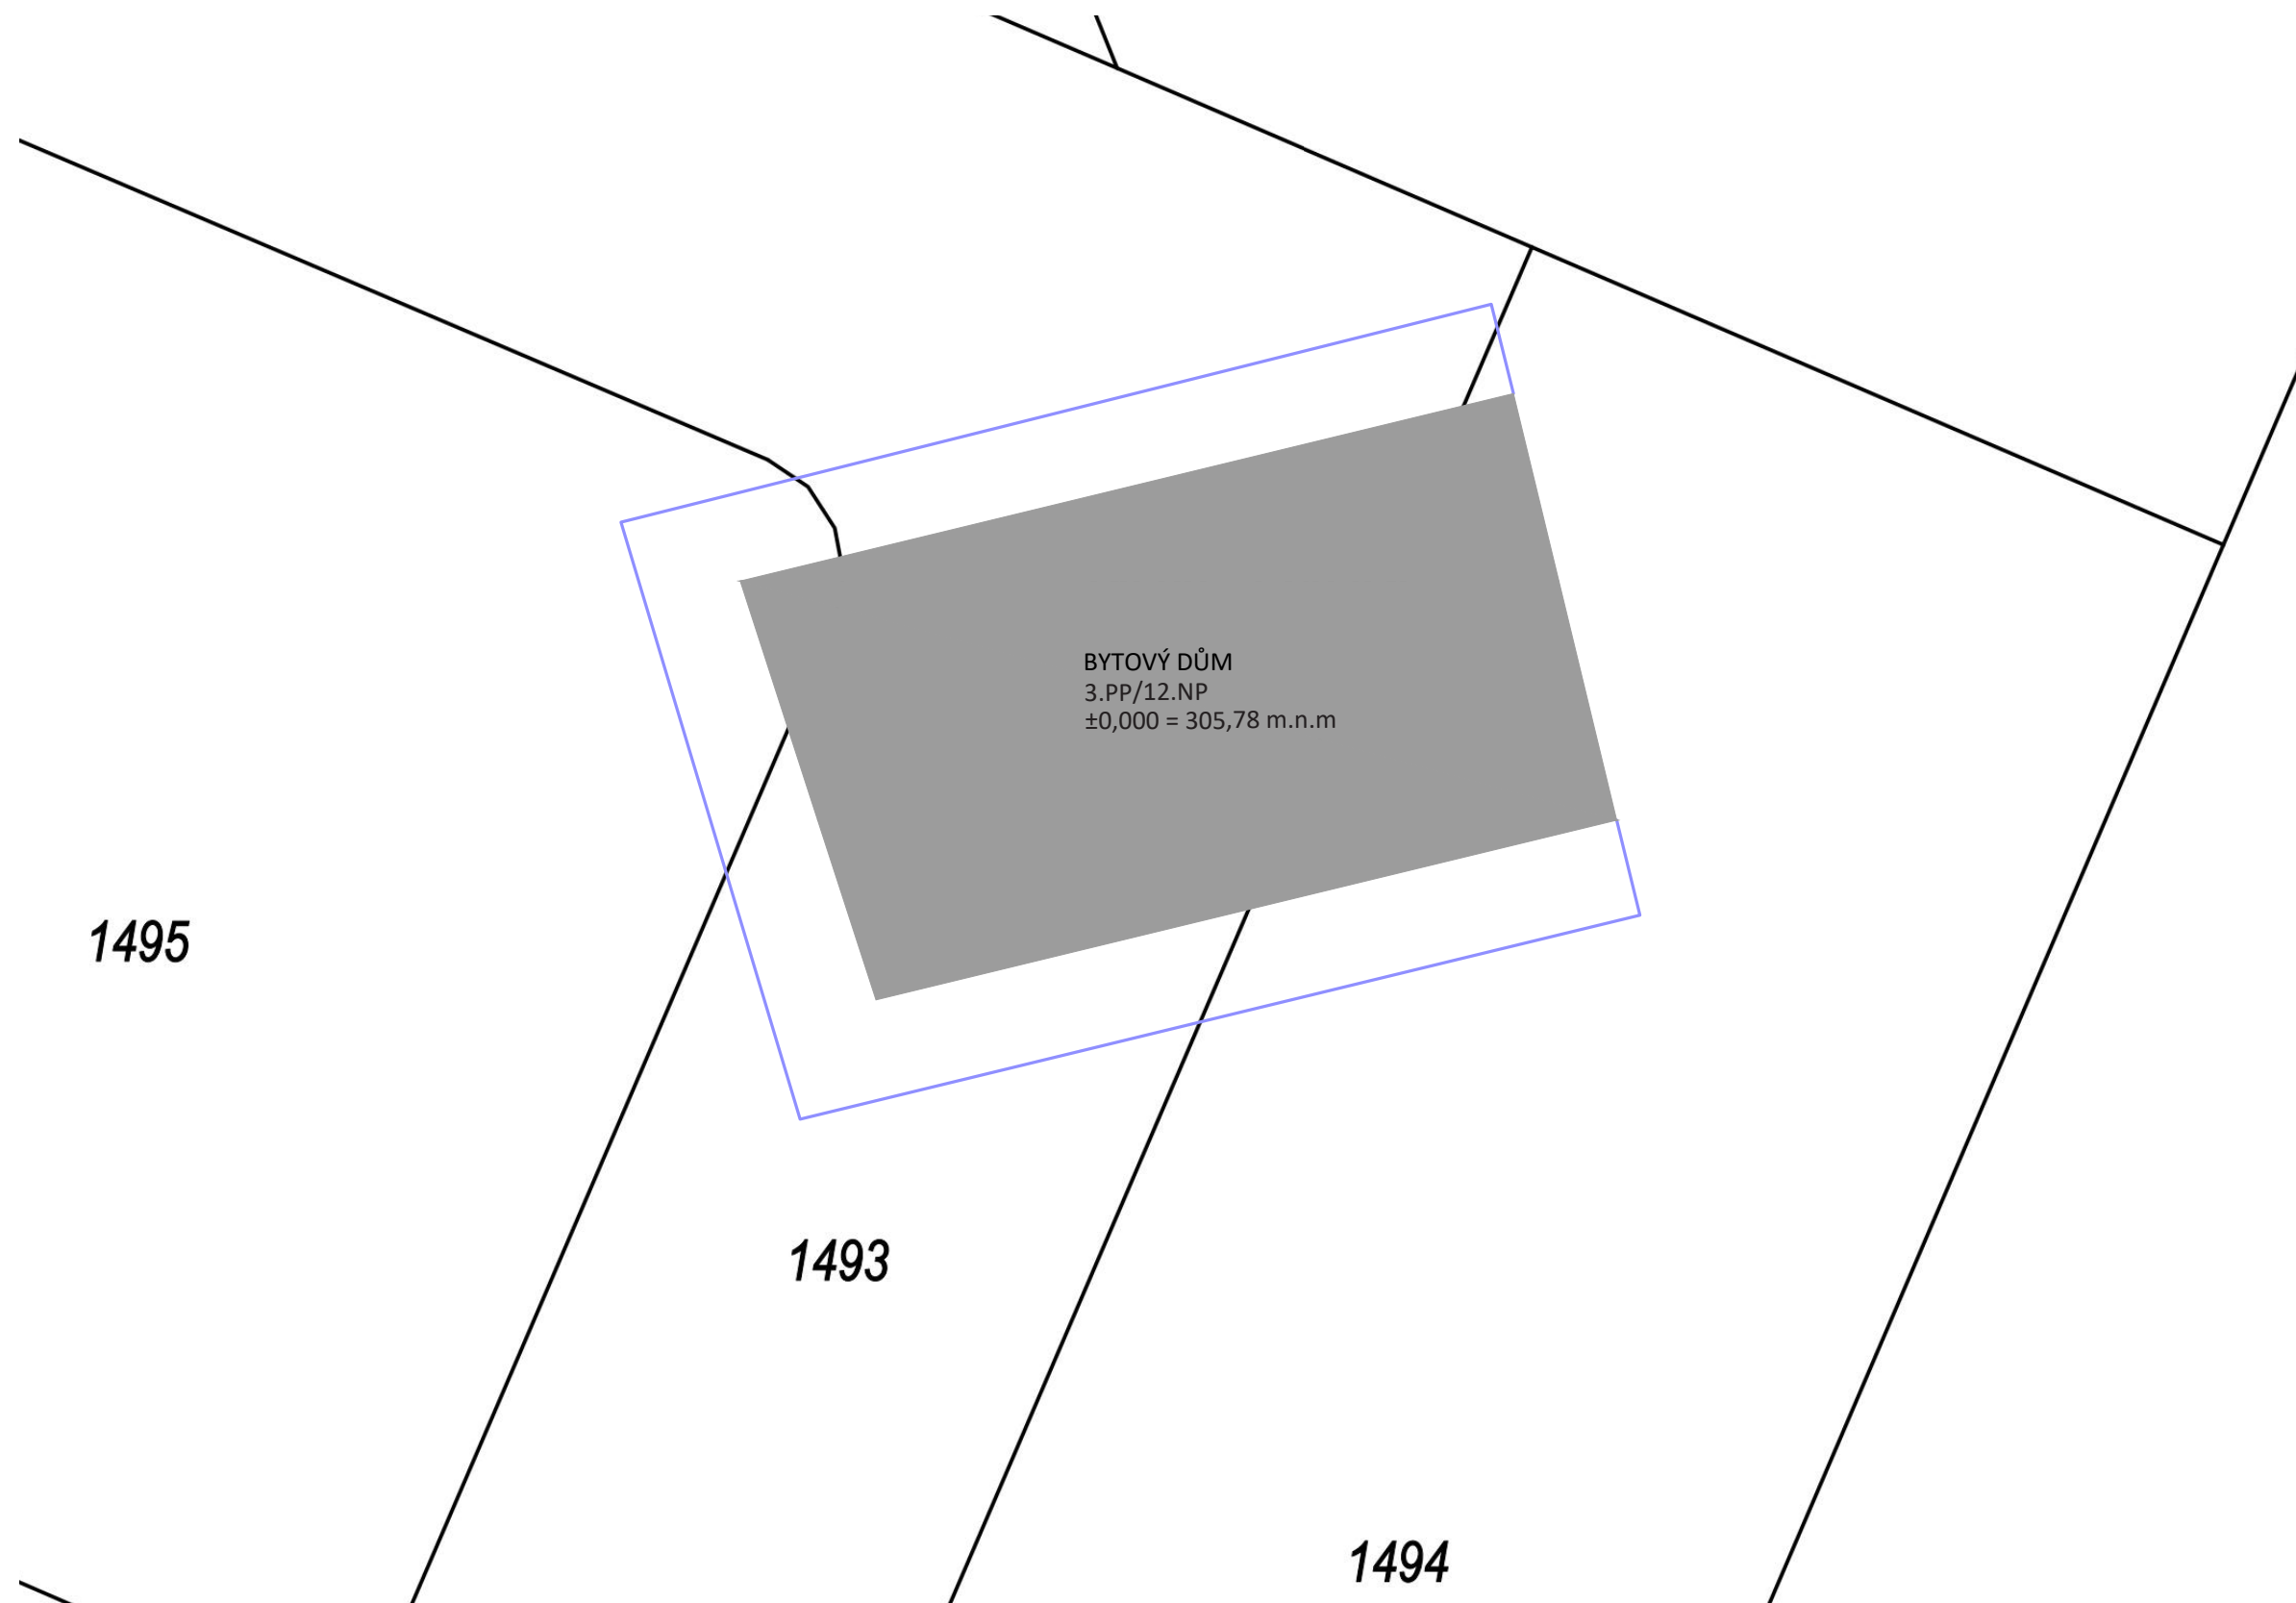 BYTOVÝ DŮM
3.PP/12.NP
±0,000 = 305,78 m.n.m
1495
1493
1494